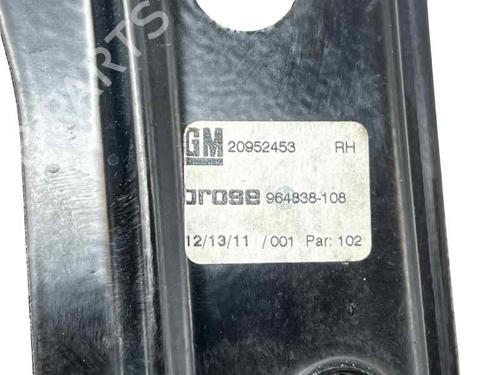 GM 20952453 RH
brose 964838-108
12/13/11 /001 Par: 102